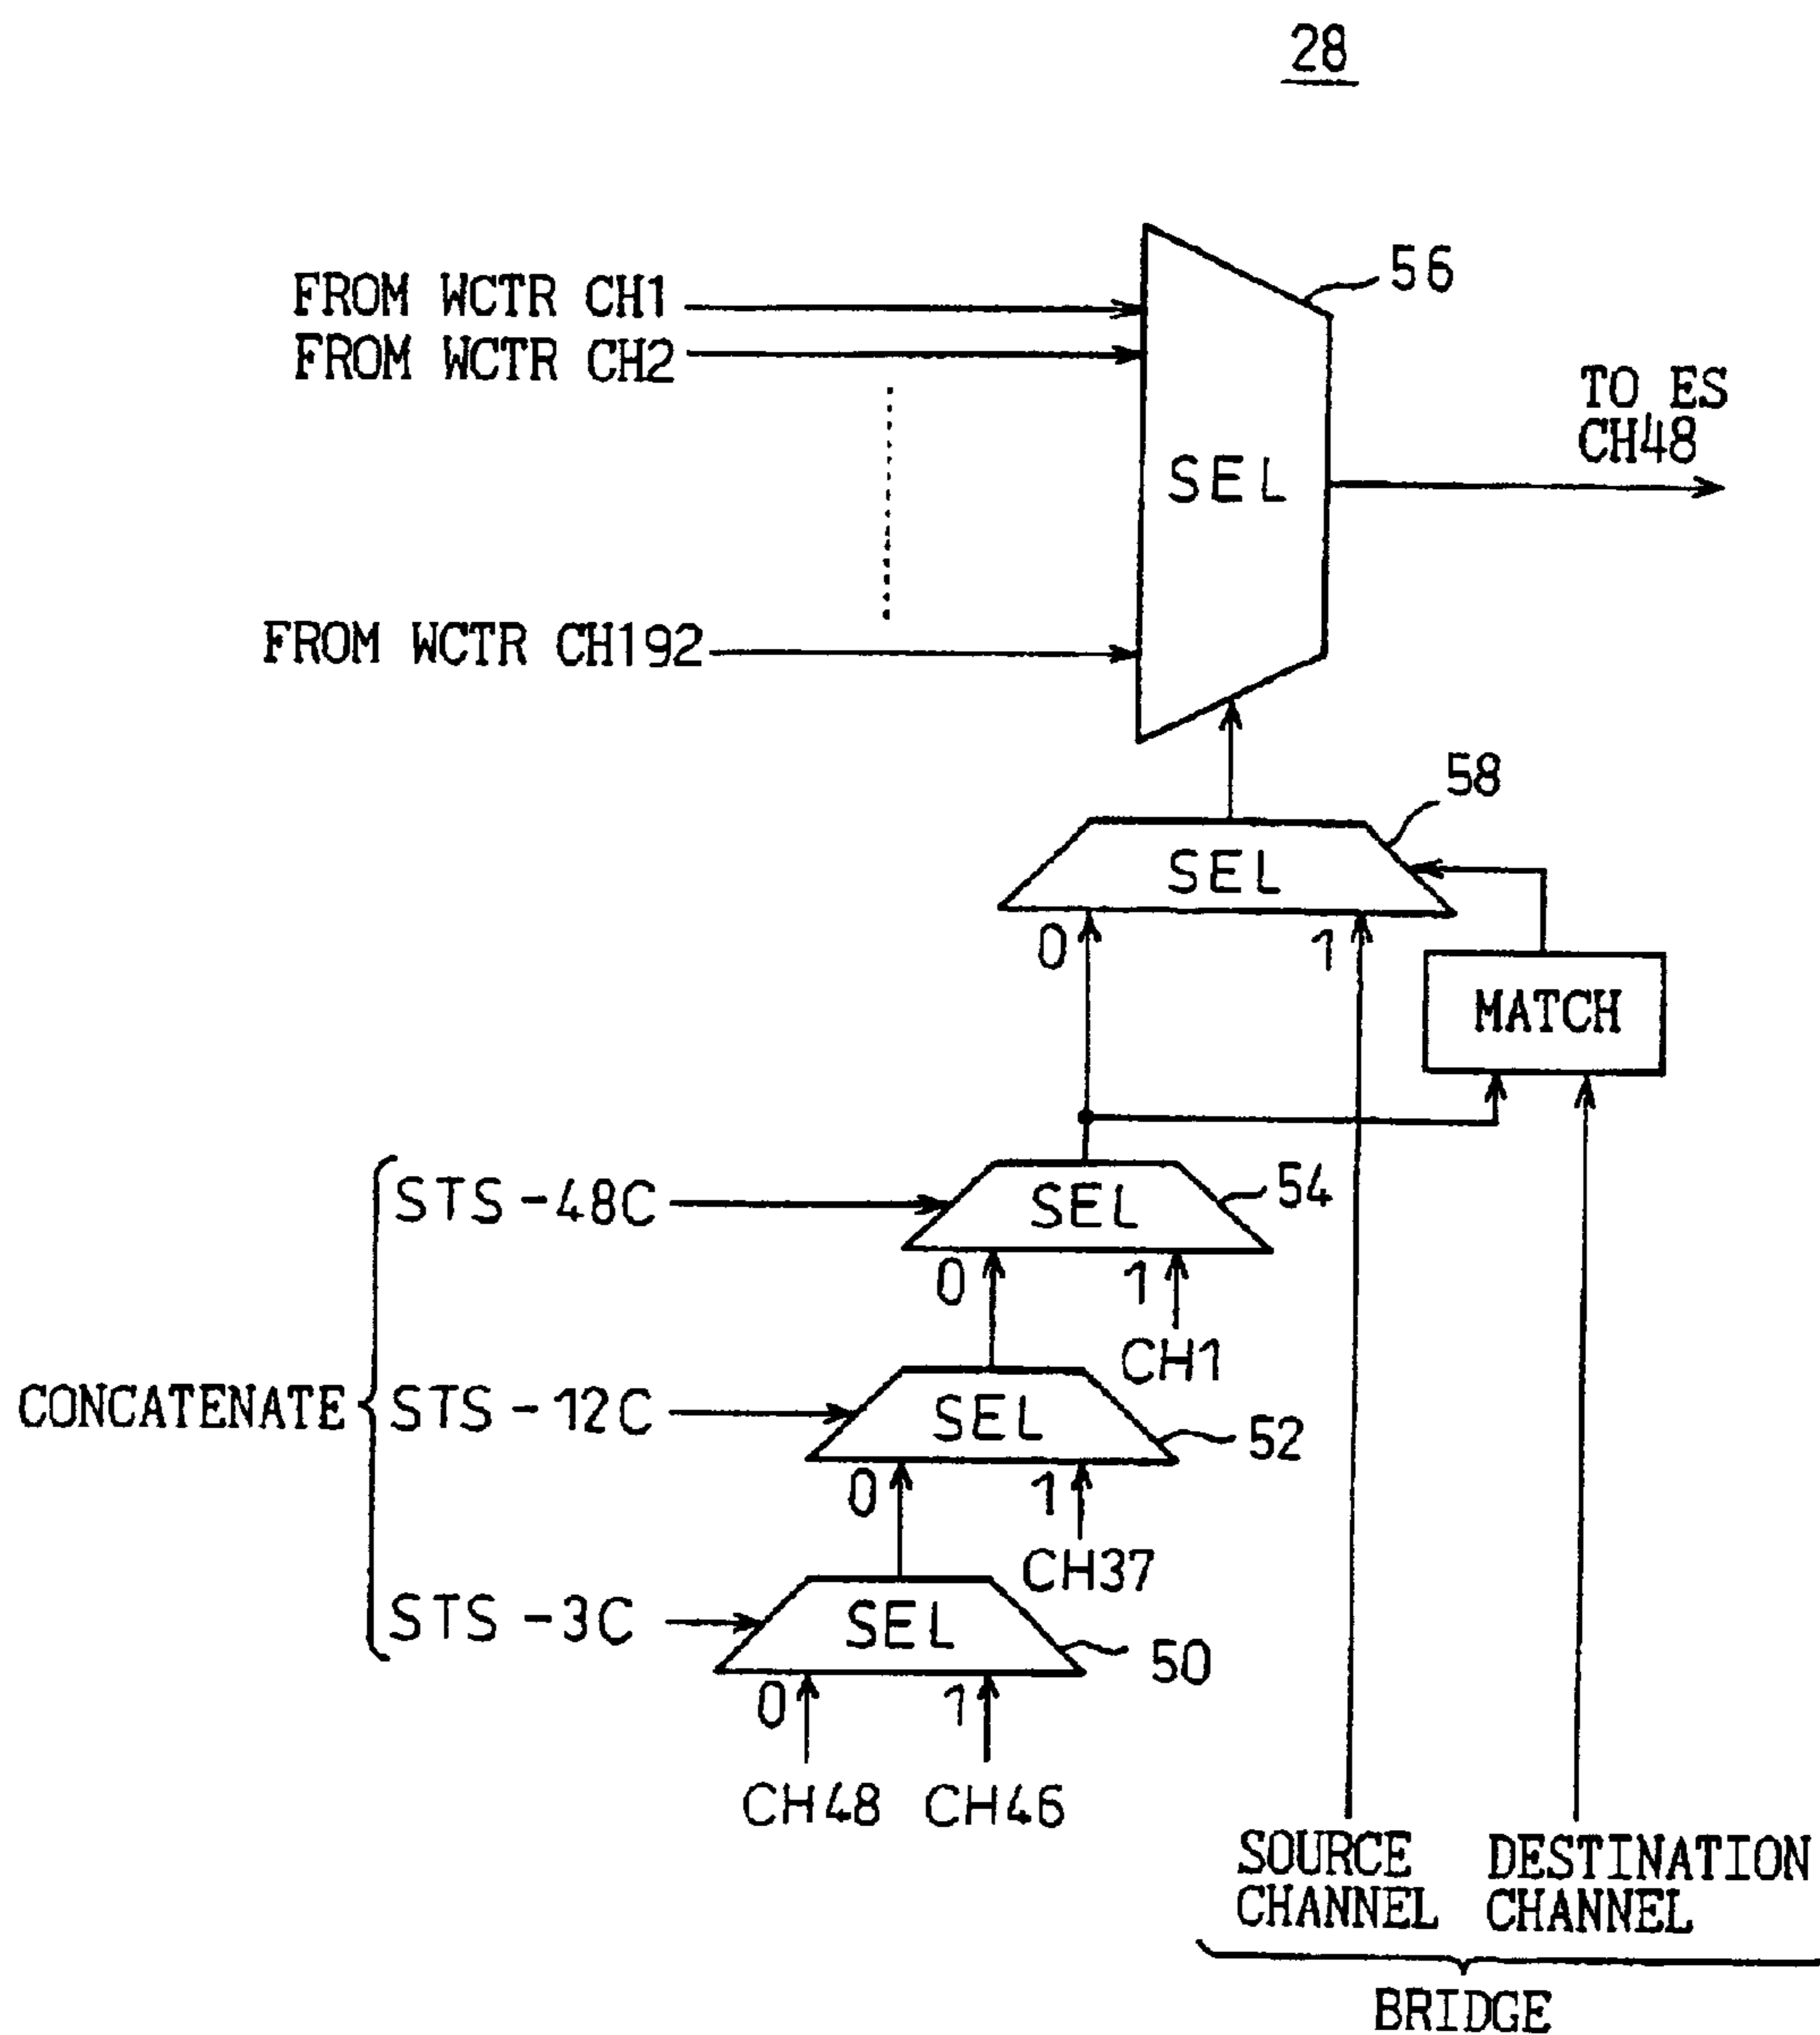 28
56
FROM WCTR CH1
FROM WCTR CH2
TO ES
CH48
SEL
FROM WCTR CH192
58
SEL
0
1
MATCH
STS-48C
SEL
54
0
1
CH1
CONCATENATE
STS-12C
SEL
52
0
1
CH37
STS-3C
SEL
50
0
1
CH48
CH46
SOURCE
CHANNEL
DESTINATION
CHANNEL
BRIDGE